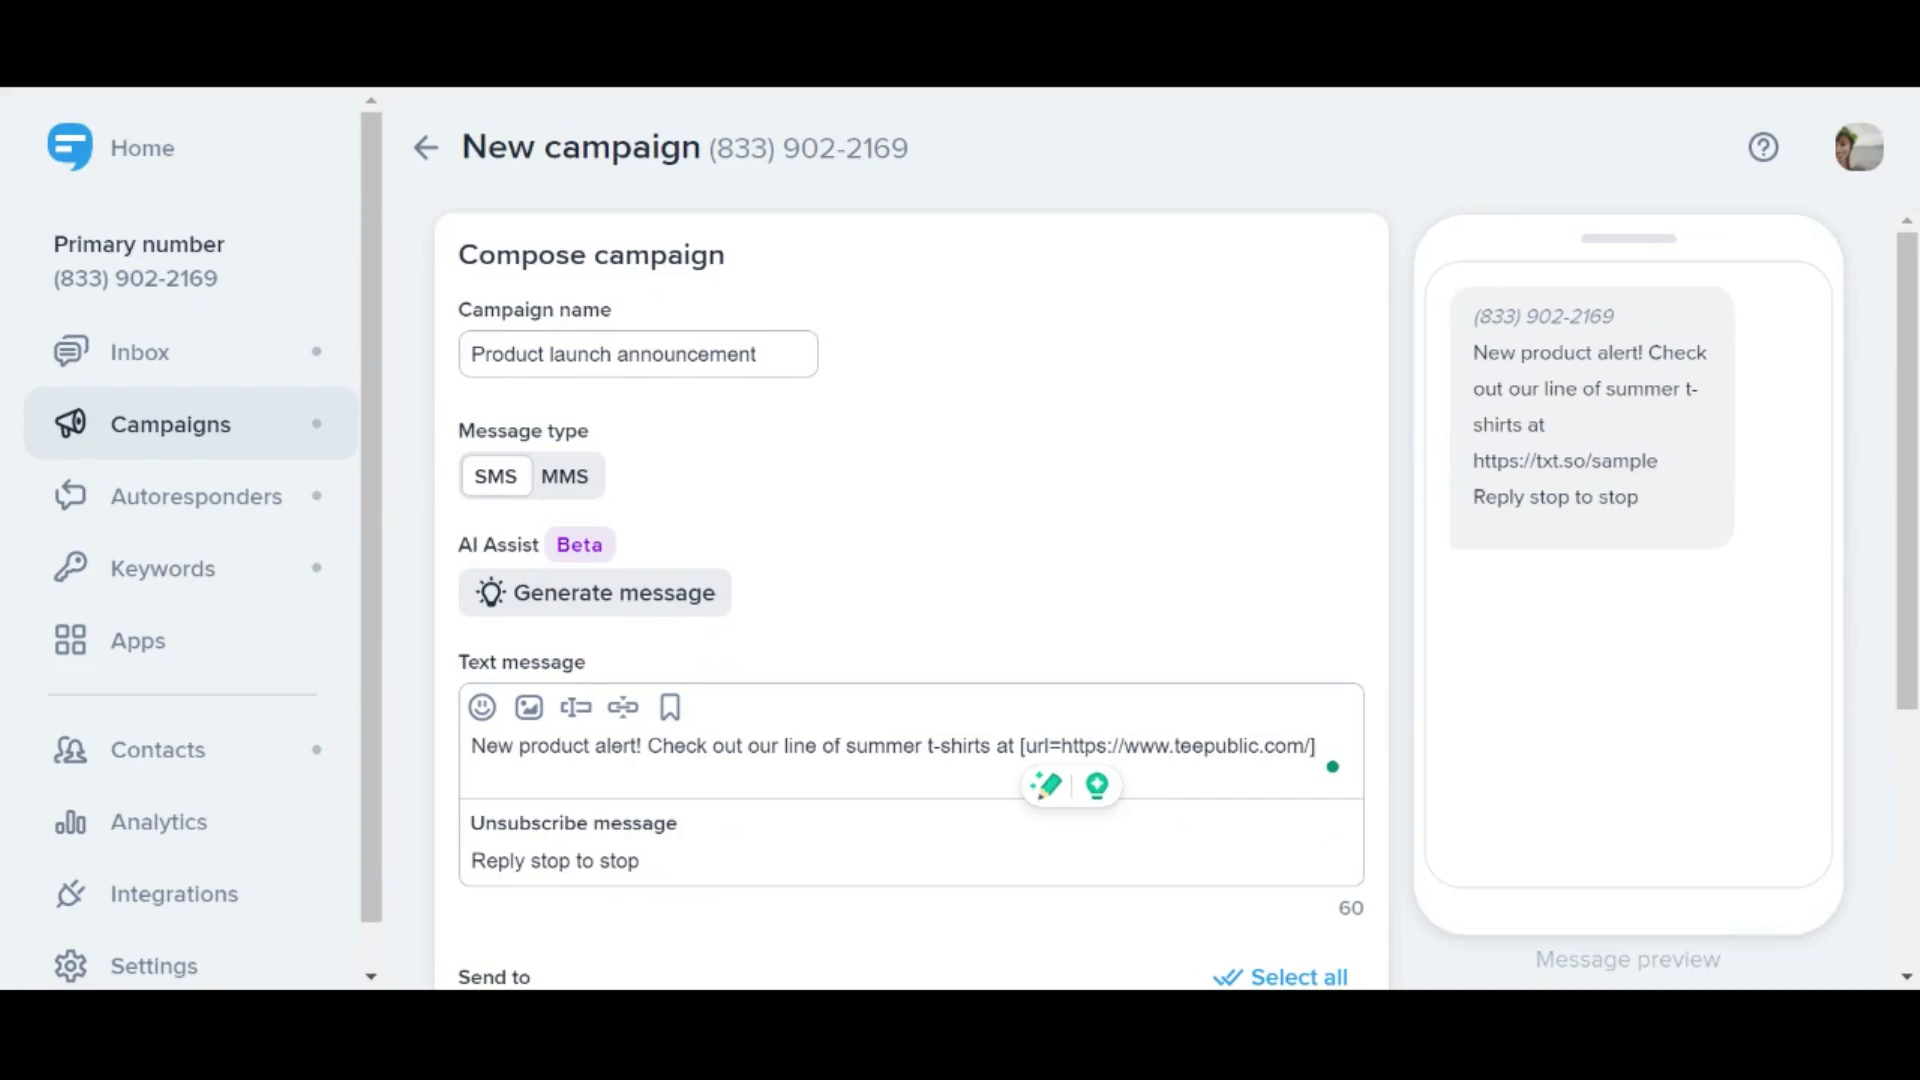 Home
Primary number
(833) 902-2169
Inbox
Campaigns
Autoresponders
Keywords
Apps
Contacts
Analytics
Integrations
Settings
New campaign (833) 902-2169
Compose campaign
Campaign name
Product launch announcement
Message type
SMS MMS
AI Assist Beta
Generate message
Text message
New product alert! Check out our line of summer t-shirts at [url=https://www.teepublic.com/]
Unsubscribe message
Reply stop to stop
60
Send to Select all
(833) 902-2169
New product alert! Check
out our line of summer t-
shirts at
https://txt.so/sample
Reply stop to stop
Message preview